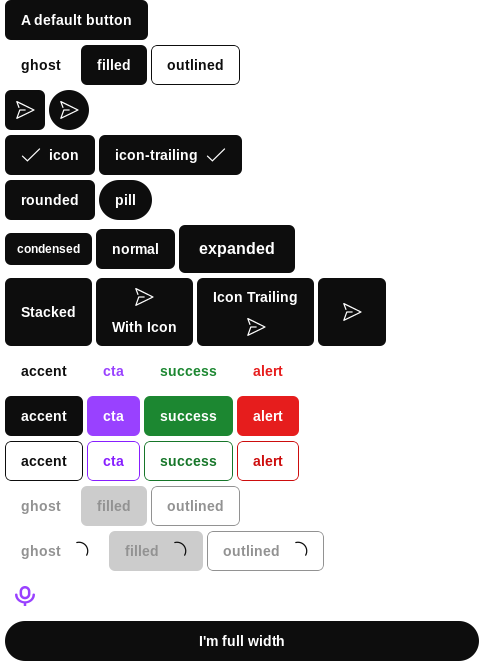 A default button
ghost filled outlined
icon icon-trailing
rounded pill
condensed normal expanded
Stacked With Icon Icon Trailing
accent cta success alert
accent cta success alert
accent cta success alert
ghost filled outlined
ghost filled outlined
I'm full width